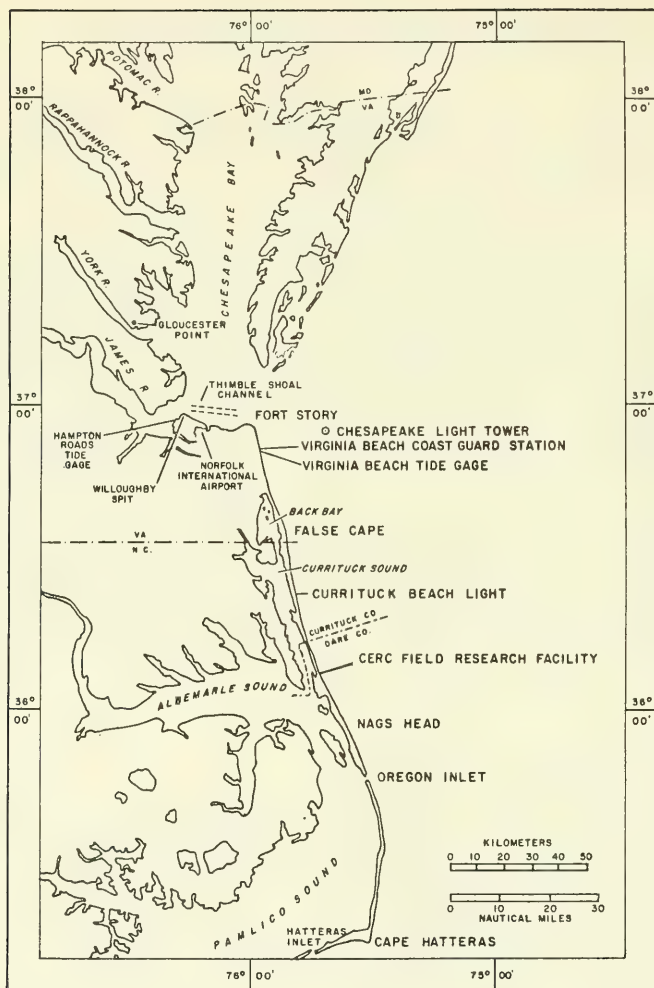 76° 00'
75° 00'
38°
00'
38°
00'
POTOMAC R.
MD
VA
RAPPAHANNOCK R.
CHESAPEAKE BAY
YORK R.
GLOUCESTER
POINT
JAMES R
THIMBLE SHOAL
CHANNEL
37°
00'
37°
00'
FORT STORY
CHESAPEAKE LIGHT TOWER
HAMPTON
ROADS
TIDE
GAGE
VIRGINIA BEACH COAST GUARD STATION
NORFOLK
INTERNATIONAL
AIRPORT
VIRGINIA BEACH TIDE GAGE
WILLOUGHBY
SPIT
BACK BAY
FALSE CAPE
VA
N.C.
CURRITUCK SOUND
CURRITUCK BEACH LIGHT
CURRITUCK CO
DARE CO.
CERC FIELD RESEARCH FACILITY
ALBEMARLE SOUND
36°
00'
36°
00'
NAGS HEAD
OREGON INLET
KILOMETERS
0 10 20 30 40 50
0 10 20 30
NAUTICAL MILES
PAMLICO SOUND
HATTERAS
INLET
CAPE HATTERAS
76° 00'
75° 00'